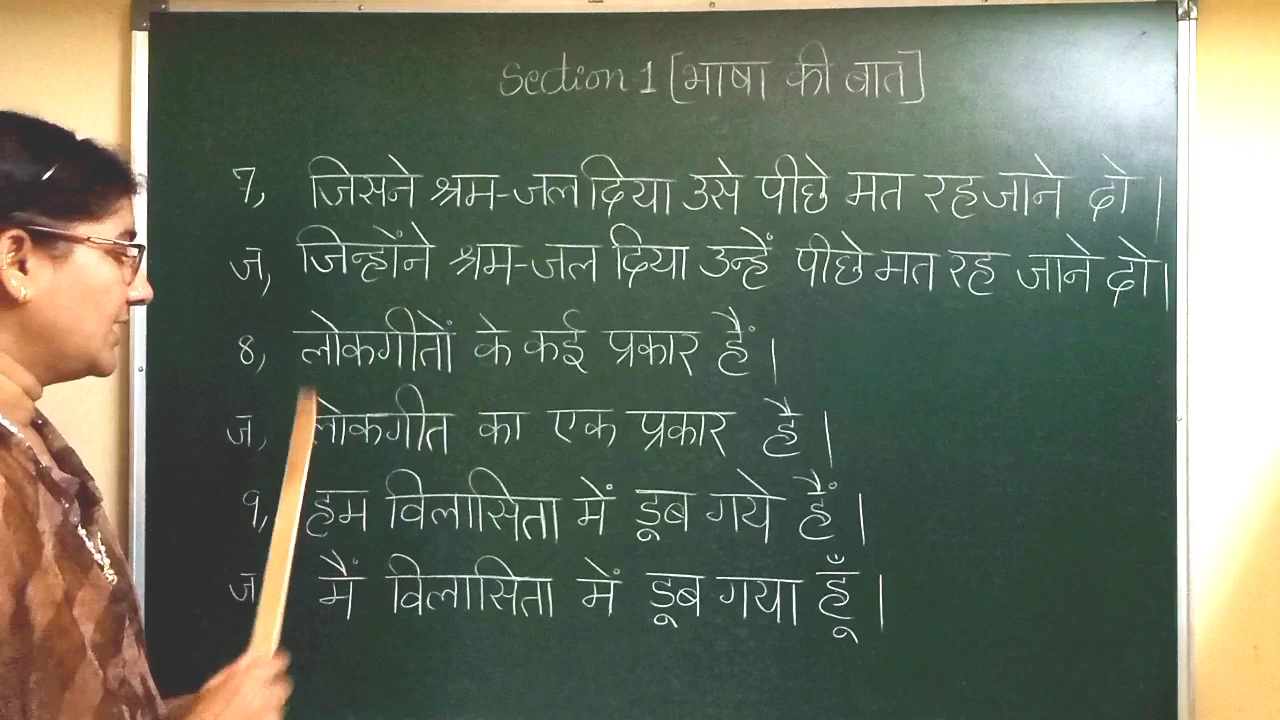 Section-1 [भाषा की बात]
7, जिसने श्रम-जल दिया उसे पीछे मत रह जाने दो।
ज, जिन्होंने श्रम-जल दिया उन्हें पीछे मत रह जाने दो।
8, लोकगीतों के कई प्रकार हैं।
ज, लोकगीत का एक प्रकार है।
9, हम विलासिता में डूब गये हैं।
ज मैं विलासिता में डूब गया हूँ।